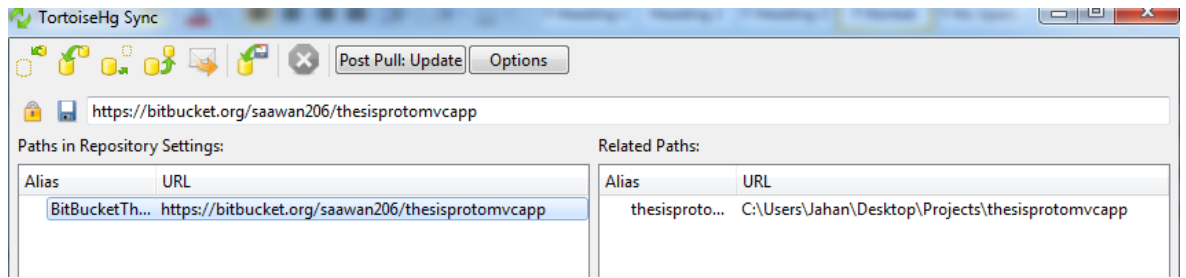 TortoiseHg Sync
Post Pull: Update Options
https://bitbucket.org/saawan206/thesisprotomvcapp
Paths in Repository Settings:
Alias URL
BitBucketTh... https://bitbucket.org/saawan206/thesisprotomvcapp
Related Paths:
Alias URL
thesisproto... C:\Users\Jahan\Desktop\Projects\thesisprotomvcapp